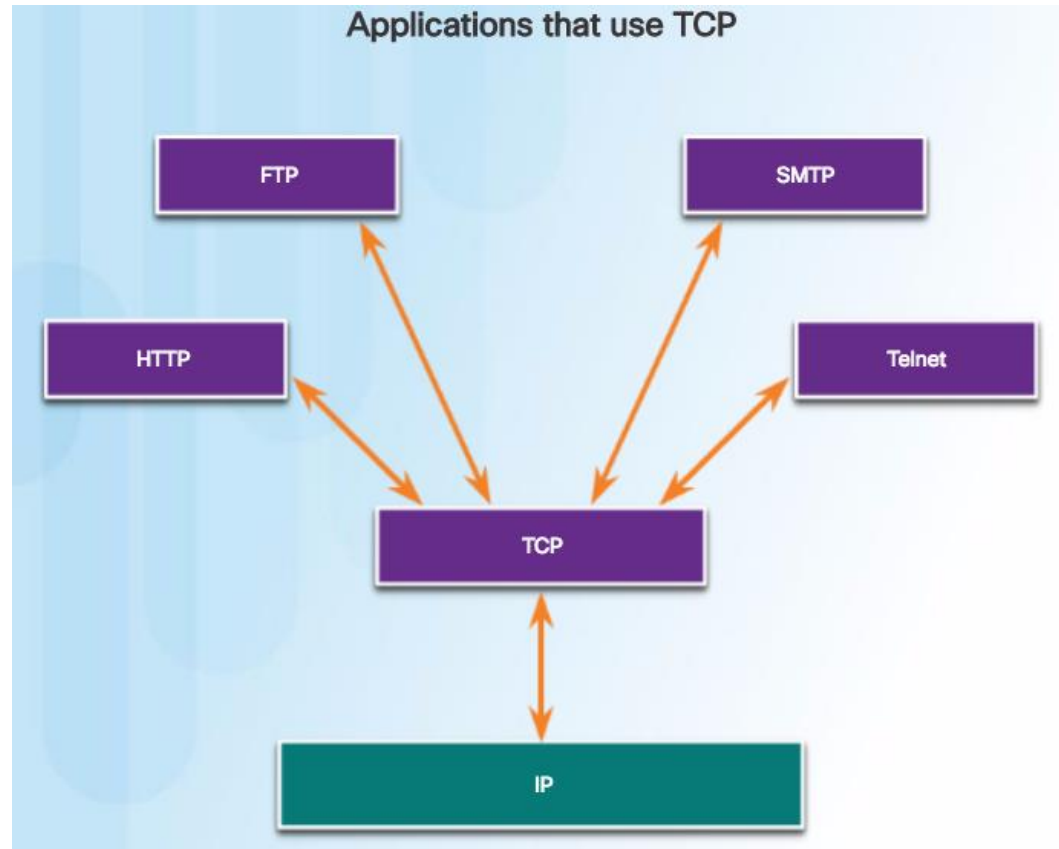 Applications that use TCP
FTP
SMTP
HTTP
Telnet
TCP
IP